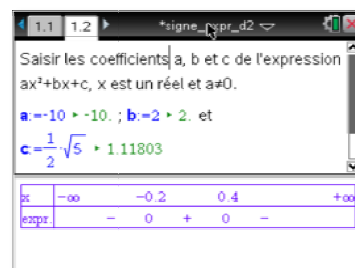 1.1 1.2 *signe_expr_d2
Saisir les coefficients a, b et c de l'expression
ax²+bx+c, x est un réel et a≠0.
a:=-10 ▸ -10. ; b:=2 ▸ 2. et
c:=1/2·√5 ▸ 1.11803
x -∞ -0.2 0.4 +∞
expr. - 0 + 0 -